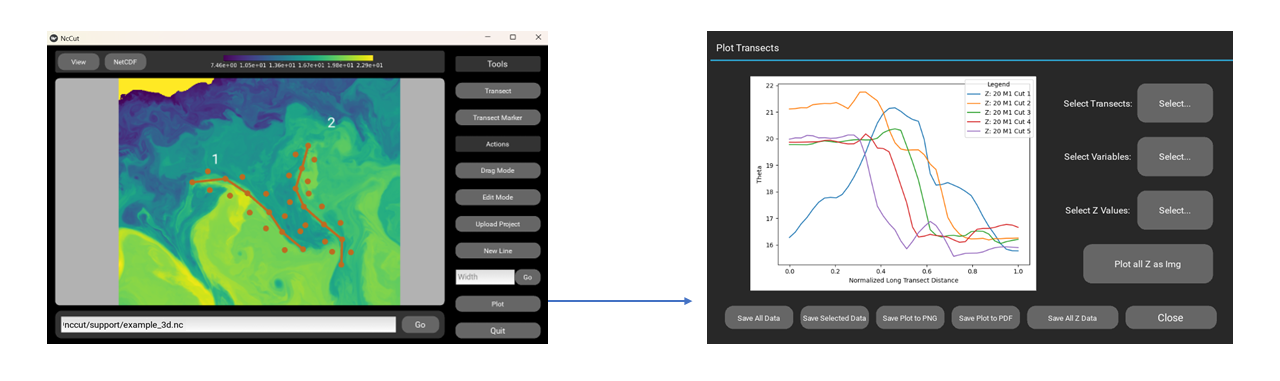 NcCut
View NetCDF
7.46e+00 1.05e+01 1.36e+01 1.67e+01 1.98e+01 2.29e+01
Tools
Transect
Transect Marker
Actions
Drag Mode
Edit Mode
Upload Project
New Line
Width Go
Plot
Quit
1
2
nccut/support/example_3d.nc Go
Plot Transects
Legend
Z: 20 M1 Cut 1
Z: 20 M1 Cut 2
Z: 20 M1 Cut 3
Z: 20 M1 Cut 4
Z: 20 M1 Cut 5
22
21
20
19
18
17
16
Theta
0.0 0.2 0.4 0.6 0.8 1.0
Normalized Long Transect Distance
Select Transects: Select...
Select Variables: Select...
Select Z Values: Select...
Plot all Z as Img
Save All Data Save Selected Data Save Plot to PNG Save Plot to PDF Save All Z Data Close